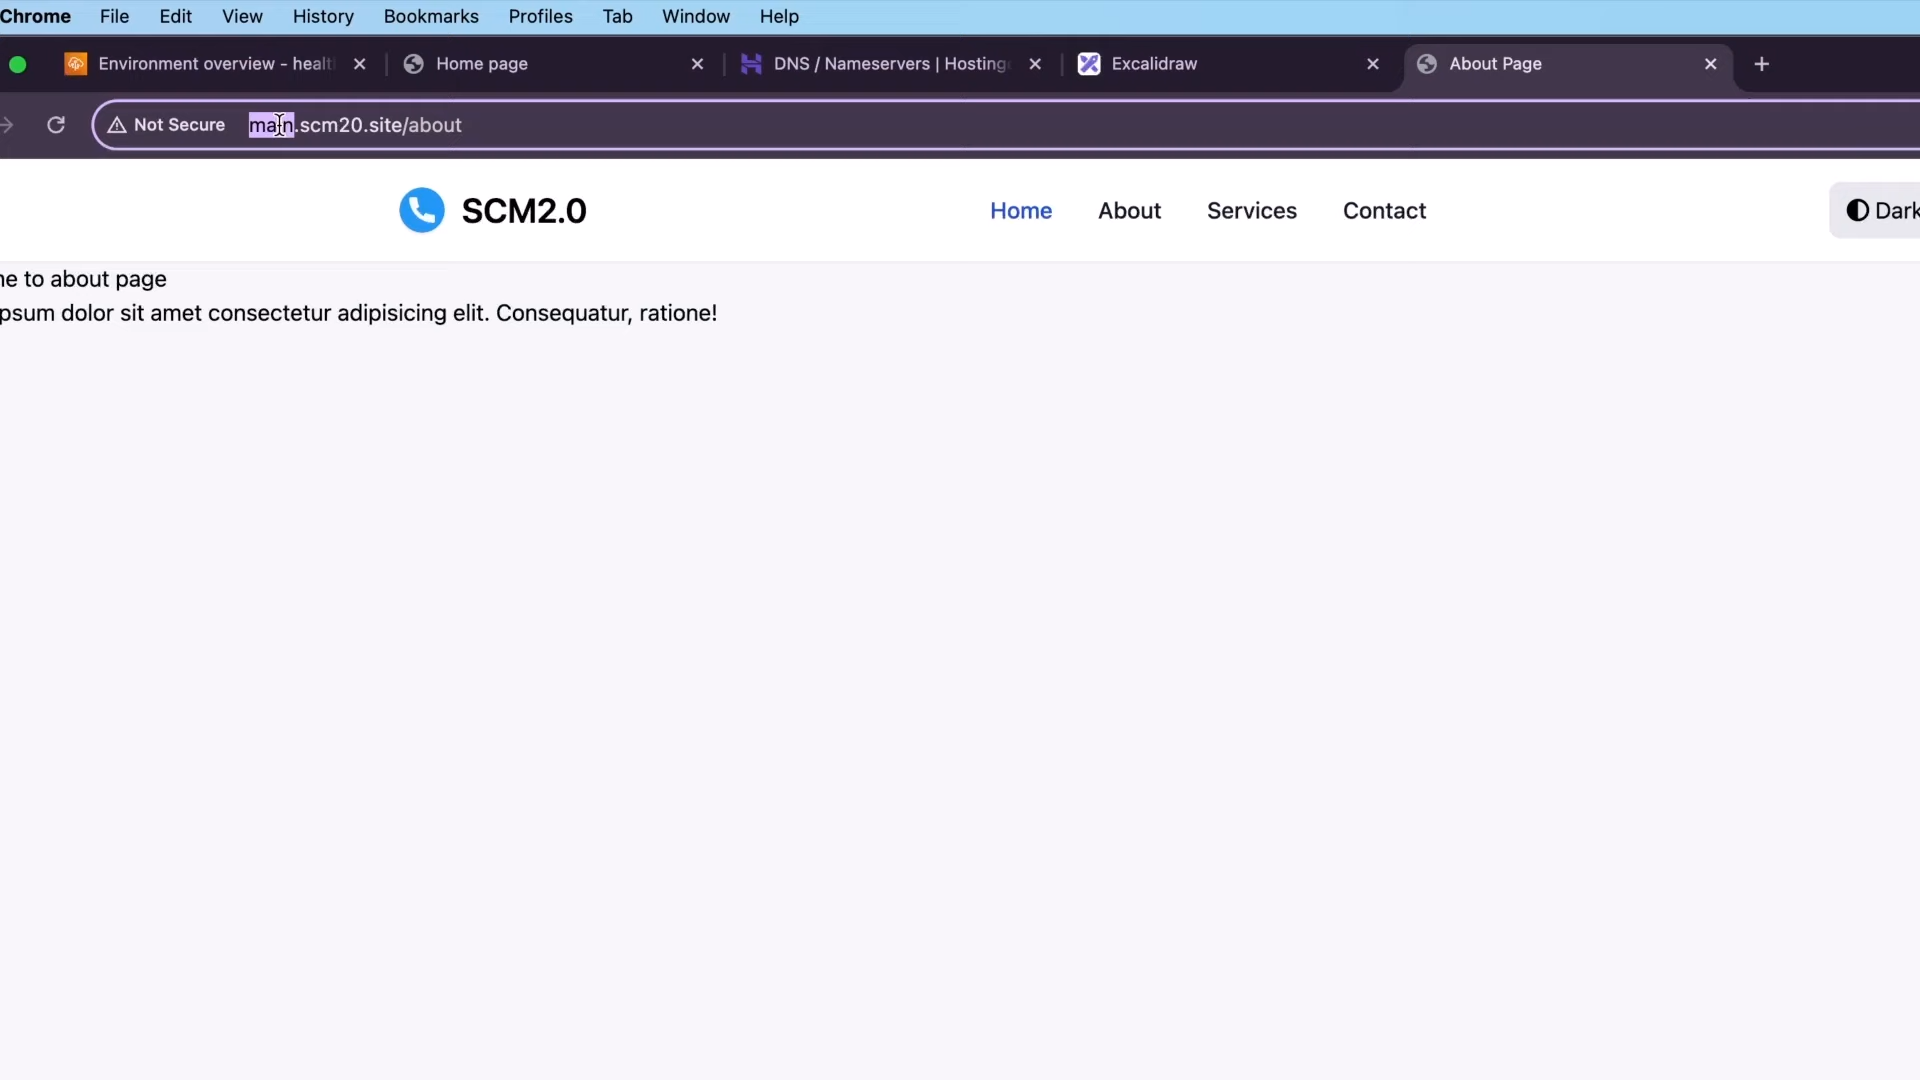 Chrome File Edit View History Bookmarks Profiles Tab Window Help
Environment overview - healt Home page DNS / Nameservers | Hosting Excalidraw About Page
Not Secure main.scm20.site/about
SCM2.0 Home About Services Contact Dark
me to about page
psum dolor sit amet consectetur adipisicing elit. Consequatur, ratione!